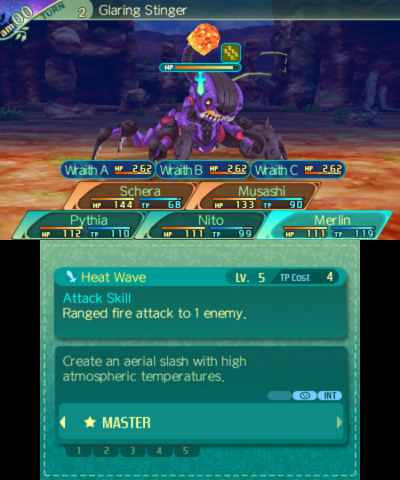 am 00 TURN 2 Glaring Stinger
HP
Wraith A HP 262 Wraith B HP 262 Wraith C HP 262
Schera Musashi
HP 144 TP 68 HP 133 TP 90
Pythia Nito Merlin
HP 112 TP 110 HP 111 TP 99 HP 111 TP 119
Heat Wave Lv. 5 TP Cost 4
Attack Skill
Ranged fire attack to 1 enemy.
Create an aerial slash with high
atmospheric temperatures.
INT
MASTER
1 2 3 4 5